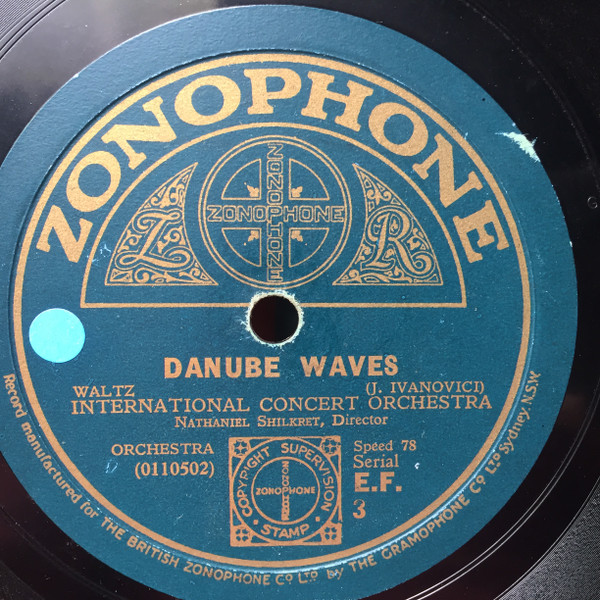 ZONOPHONE
ZONOPHONE
ZONOPHONE
Z R
DANUBE WAVES
WALTZ (J. IVANOVICI)
INTERNATIONAL CONCERT ORCHESTRA
NATHANIEL SHILKRET, Director
ORCHESTRA
(0110502)
COPYRIGHT SUPERVISION
ZONOPHONE
ZONOPHONE
STAMP
Speed 78
Serial
E.F.
3
Record manufactured for THE BRITISH ZONOPHONE Co LTD by THE GRAMOPHONE Co LTD Sydney. N.S.W.